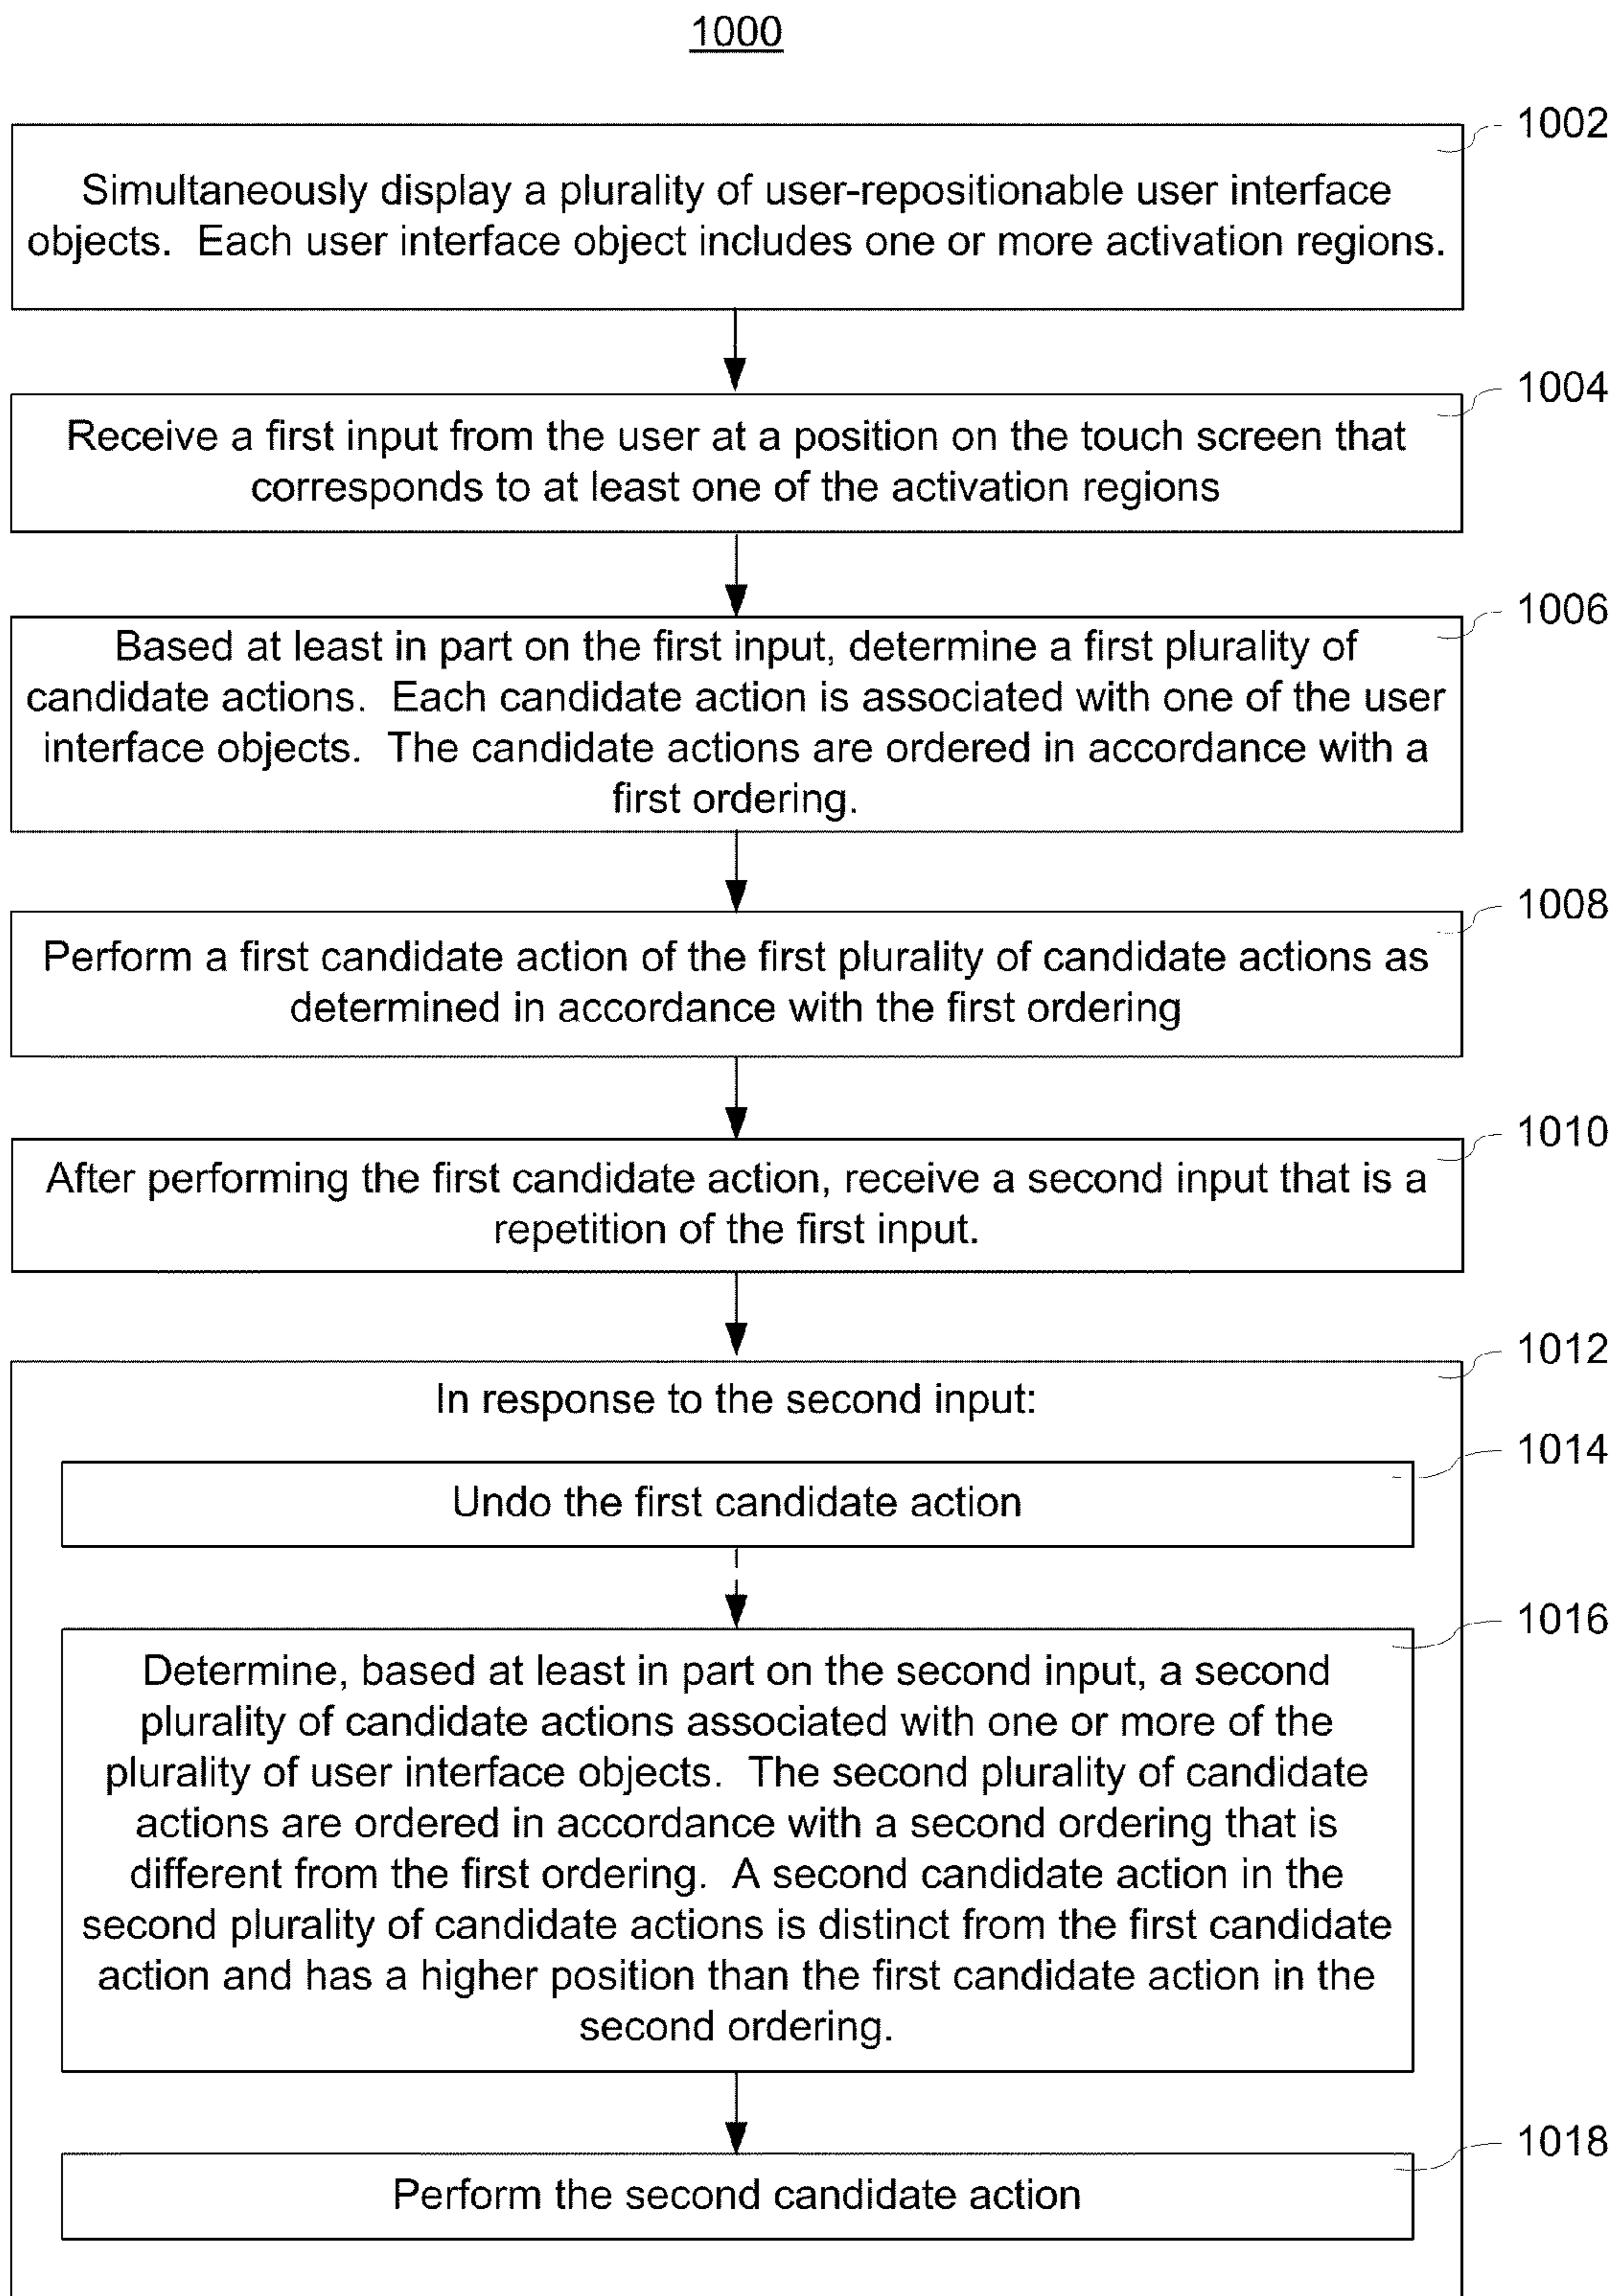 1000
1002
Simultaneously display a plurality of user-repositionable user interface
objects. Each user interface object includes one or more activation regions.
1004
Receive a first input from the user at a position on the touch screen that
corresponds to at least one of the activation regions
1006
Based at least in part on the first input, determine a first plurality of
candidate actions. Each candidate action is associated with one of the user
interface objects. The candidate actions are ordered in accordance with a
first ordering.
1008
Perform a first candidate action of the first plurality of candidate actions as
determined in accordance with the first ordering
1010
After performing the first candidate action, receive a second input that is a
repetition of the first input.
1012
In response to the second input:
1014
Undo the first candidate action
1016
Determine, based at least in part on the second input, a second
plurality of candidate actions associated with one or more of the
plurality of user interface objects. The second plurality of candidate
actions are ordered in accordance with a second ordering that is
different from the first ordering. A second candidate action in the
second plurality of candidate actions is distinct from the first candidate
action and has a higher position than the first candidate action in the
second ordering.
1018
Perform the second candidate action